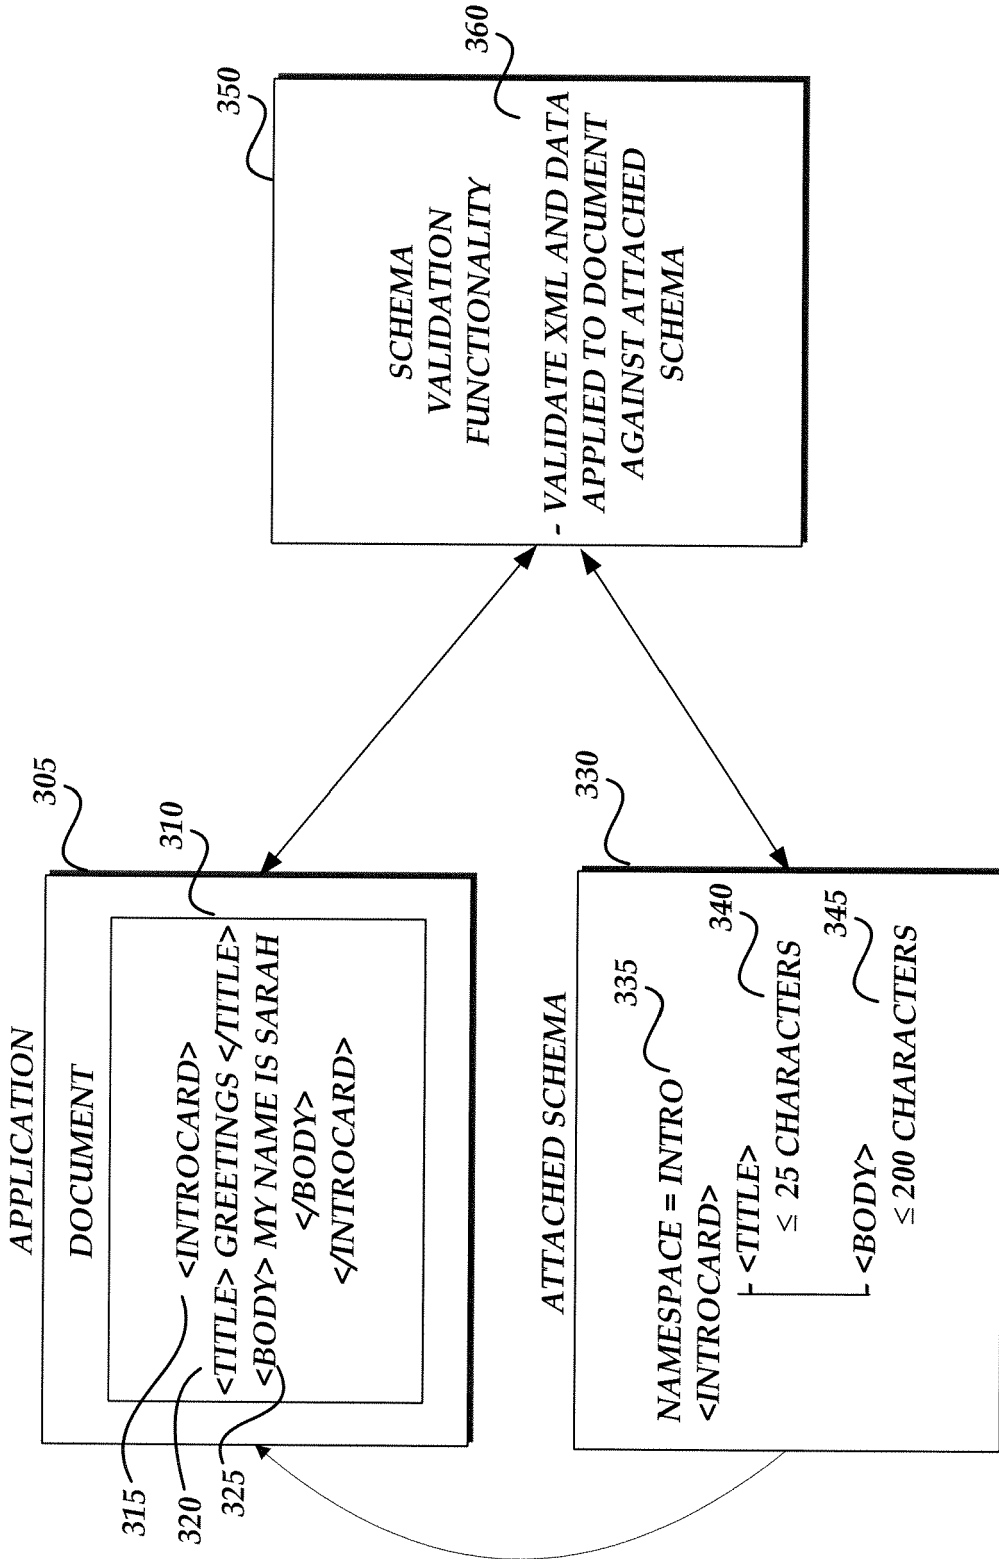 APPLICATION
305
DOCUMENT
310
315
<INTROCARD>
320
<TITLE> GREETINGS </TITLE>
325
<BODY> MY NAME IS SARAH
</BODY>
</INTROCARD>
ATTACHED SCHEMA
330
NAMESPACE = INTRO
335
<INTROCARD>
- <TITLE>
340
≤ 25 CHARACTERS
- <BODY>
345
≤ 200 CHARACTERS
350
SCHEMA
VALIDATION
FUNCTIONALITY
360
- VALIDATE XML AND DATA
APPLIED TO DOCUMENT
AGAINST ATTACHED
SCHEMA